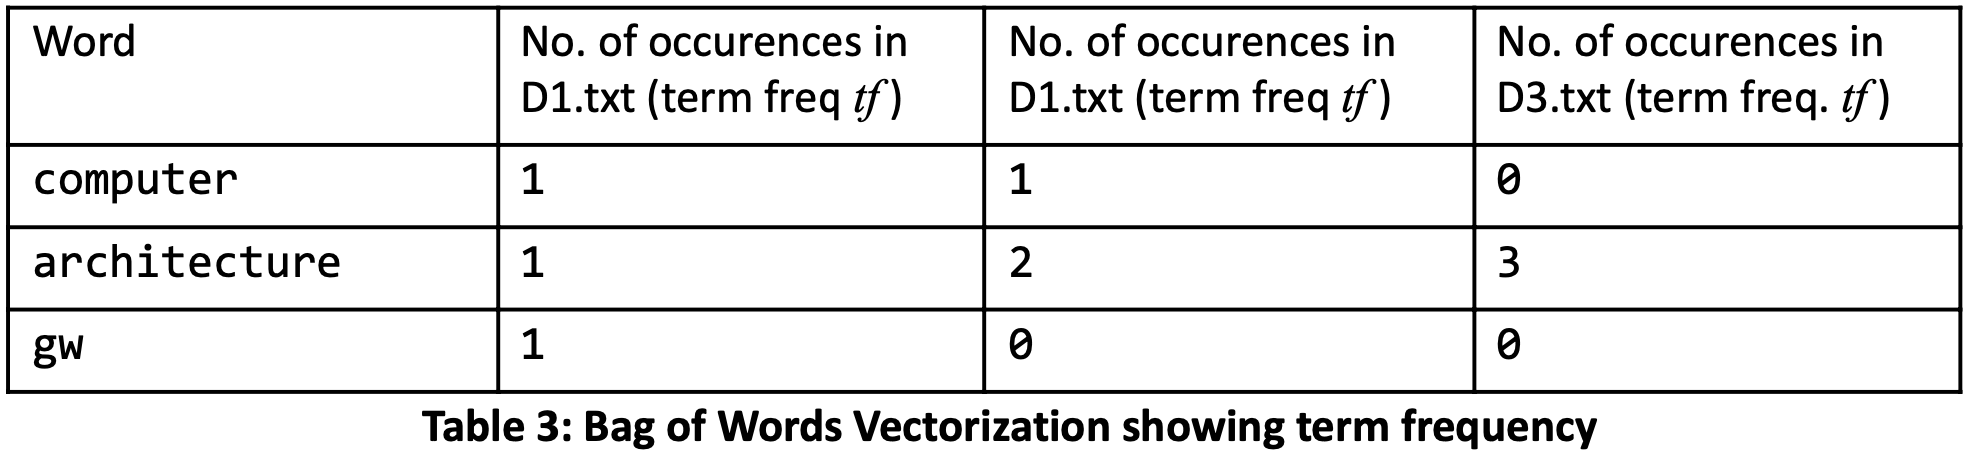 Word
No. of occurences in
D1.txt (term freq tf)
No. of occurences in
D1.txt (term freq tf)
No. of occurences in
D3.txt (term freq. tf)
computer
1
1
0
architecture
1
2
3
gw
1
0
0
Table 3: Bag of Words Vectorization showing term frequency